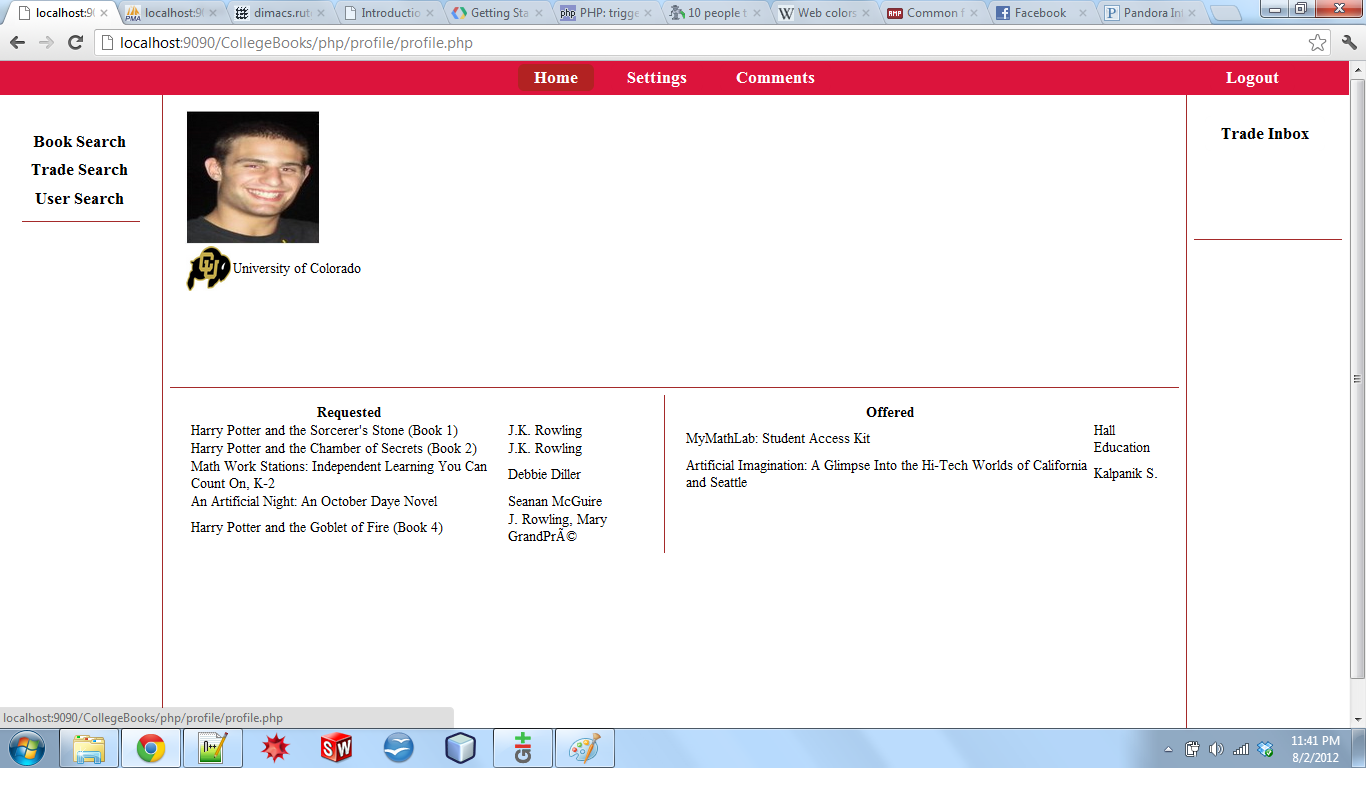 localhost:90
localhost:90
dimacs.rut
Introductio
Getting Sta
PHP: trigge
10 people t
Web colors
Common f
Facebook
Pandora Int
localhost:9090/CollegeBooks/php/profile/profile.php
Home Settings Comments Logout
Book Search
Trade Search
User Search
Trade Inbox
CU
University of Colorado
Requested
Harry Potter and the Sorcerer's Stone (Book 1) J.K. Rowling
Harry Potter and the Chamber of Secrets (Book 2) J.K. Rowling
Math Work Stations: Independent Learning You Can
Count On, K-2
Debbie Diller
An Artificial Night: An October Daye Novel Seanan McGuire
Harry Potter and the Goblet of Fire (Book 4)
J. Rowling, Mary
GrandPrÃ©
Offered
MyMathLab: Student Access Kit
Hall
Education
Artificial Imagination: A Glimpse Into the Hi-Tech Worlds of California
and Seattle
Kalpanik S.
localhost:9090/CollegeBooks/php/profile/profile.php
11:41 PM
8/2/2012